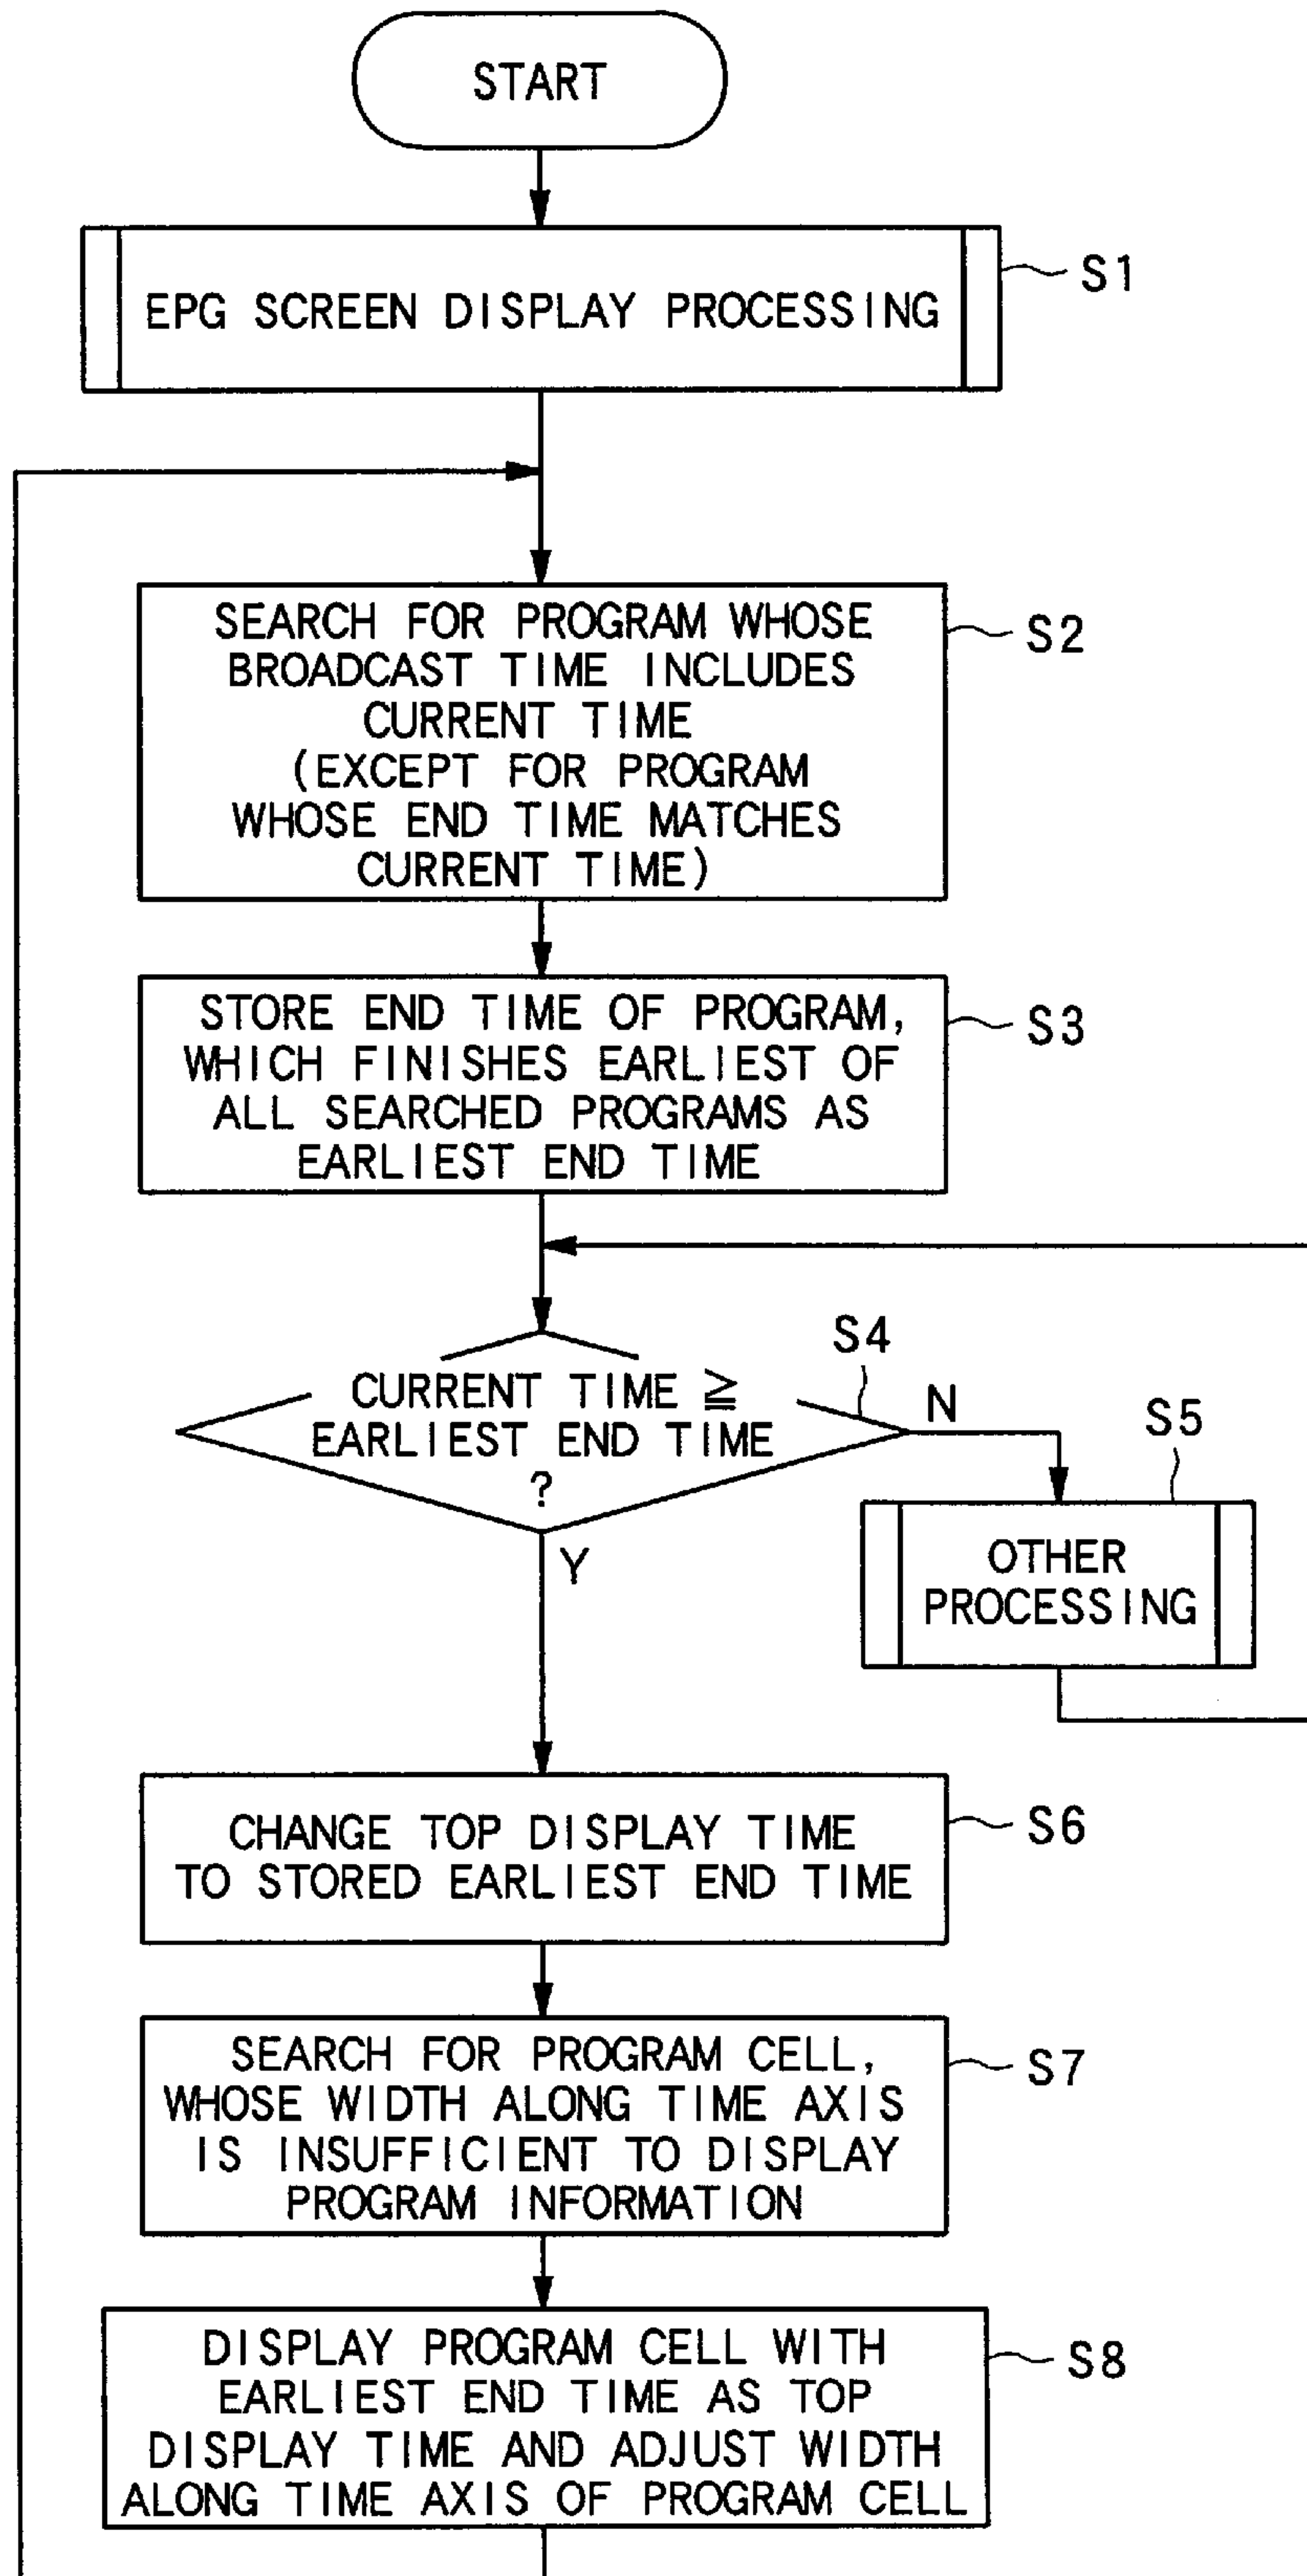 START
EPG SCREEN DISPLAY PROCESSING
S1
SEARCH FOR PROGRAM WHOSE
BROADCAST TIME INCLUDES
CURRENT TIME
(EXCEPT FOR PROGRAM
WHOSE END TIME MATCHES
CURRENT TIME)
S2
STORE END TIME OF PROGRAM,
WHICH FINISHES EARLIEST OF
ALL SEARCHED PROGRAMS AS
EARLIEST END TIME
S3
CURRENT TIME ≧
EARLIEST END TIME
?
S4
N
Y
S5
OTHER
PROCESSING
CHANGE TOP DISPLAY TIME
TO STORED EARLIEST END TIME
S6
SEARCH FOR PROGRAM CELL,
WHOSE WIDTH ALONG TIME AXIS
IS INSUFFICIENT TO DISPLAY
PROGRAM INFORMATION
S7
DISPLAY PROGRAM CELL WITH
EARLIEST END TIME AS TOP
DISPLAY TIME AND ADJUST WIDTH
ALONG TIME AXIS OF PROGRAM CELL
S8